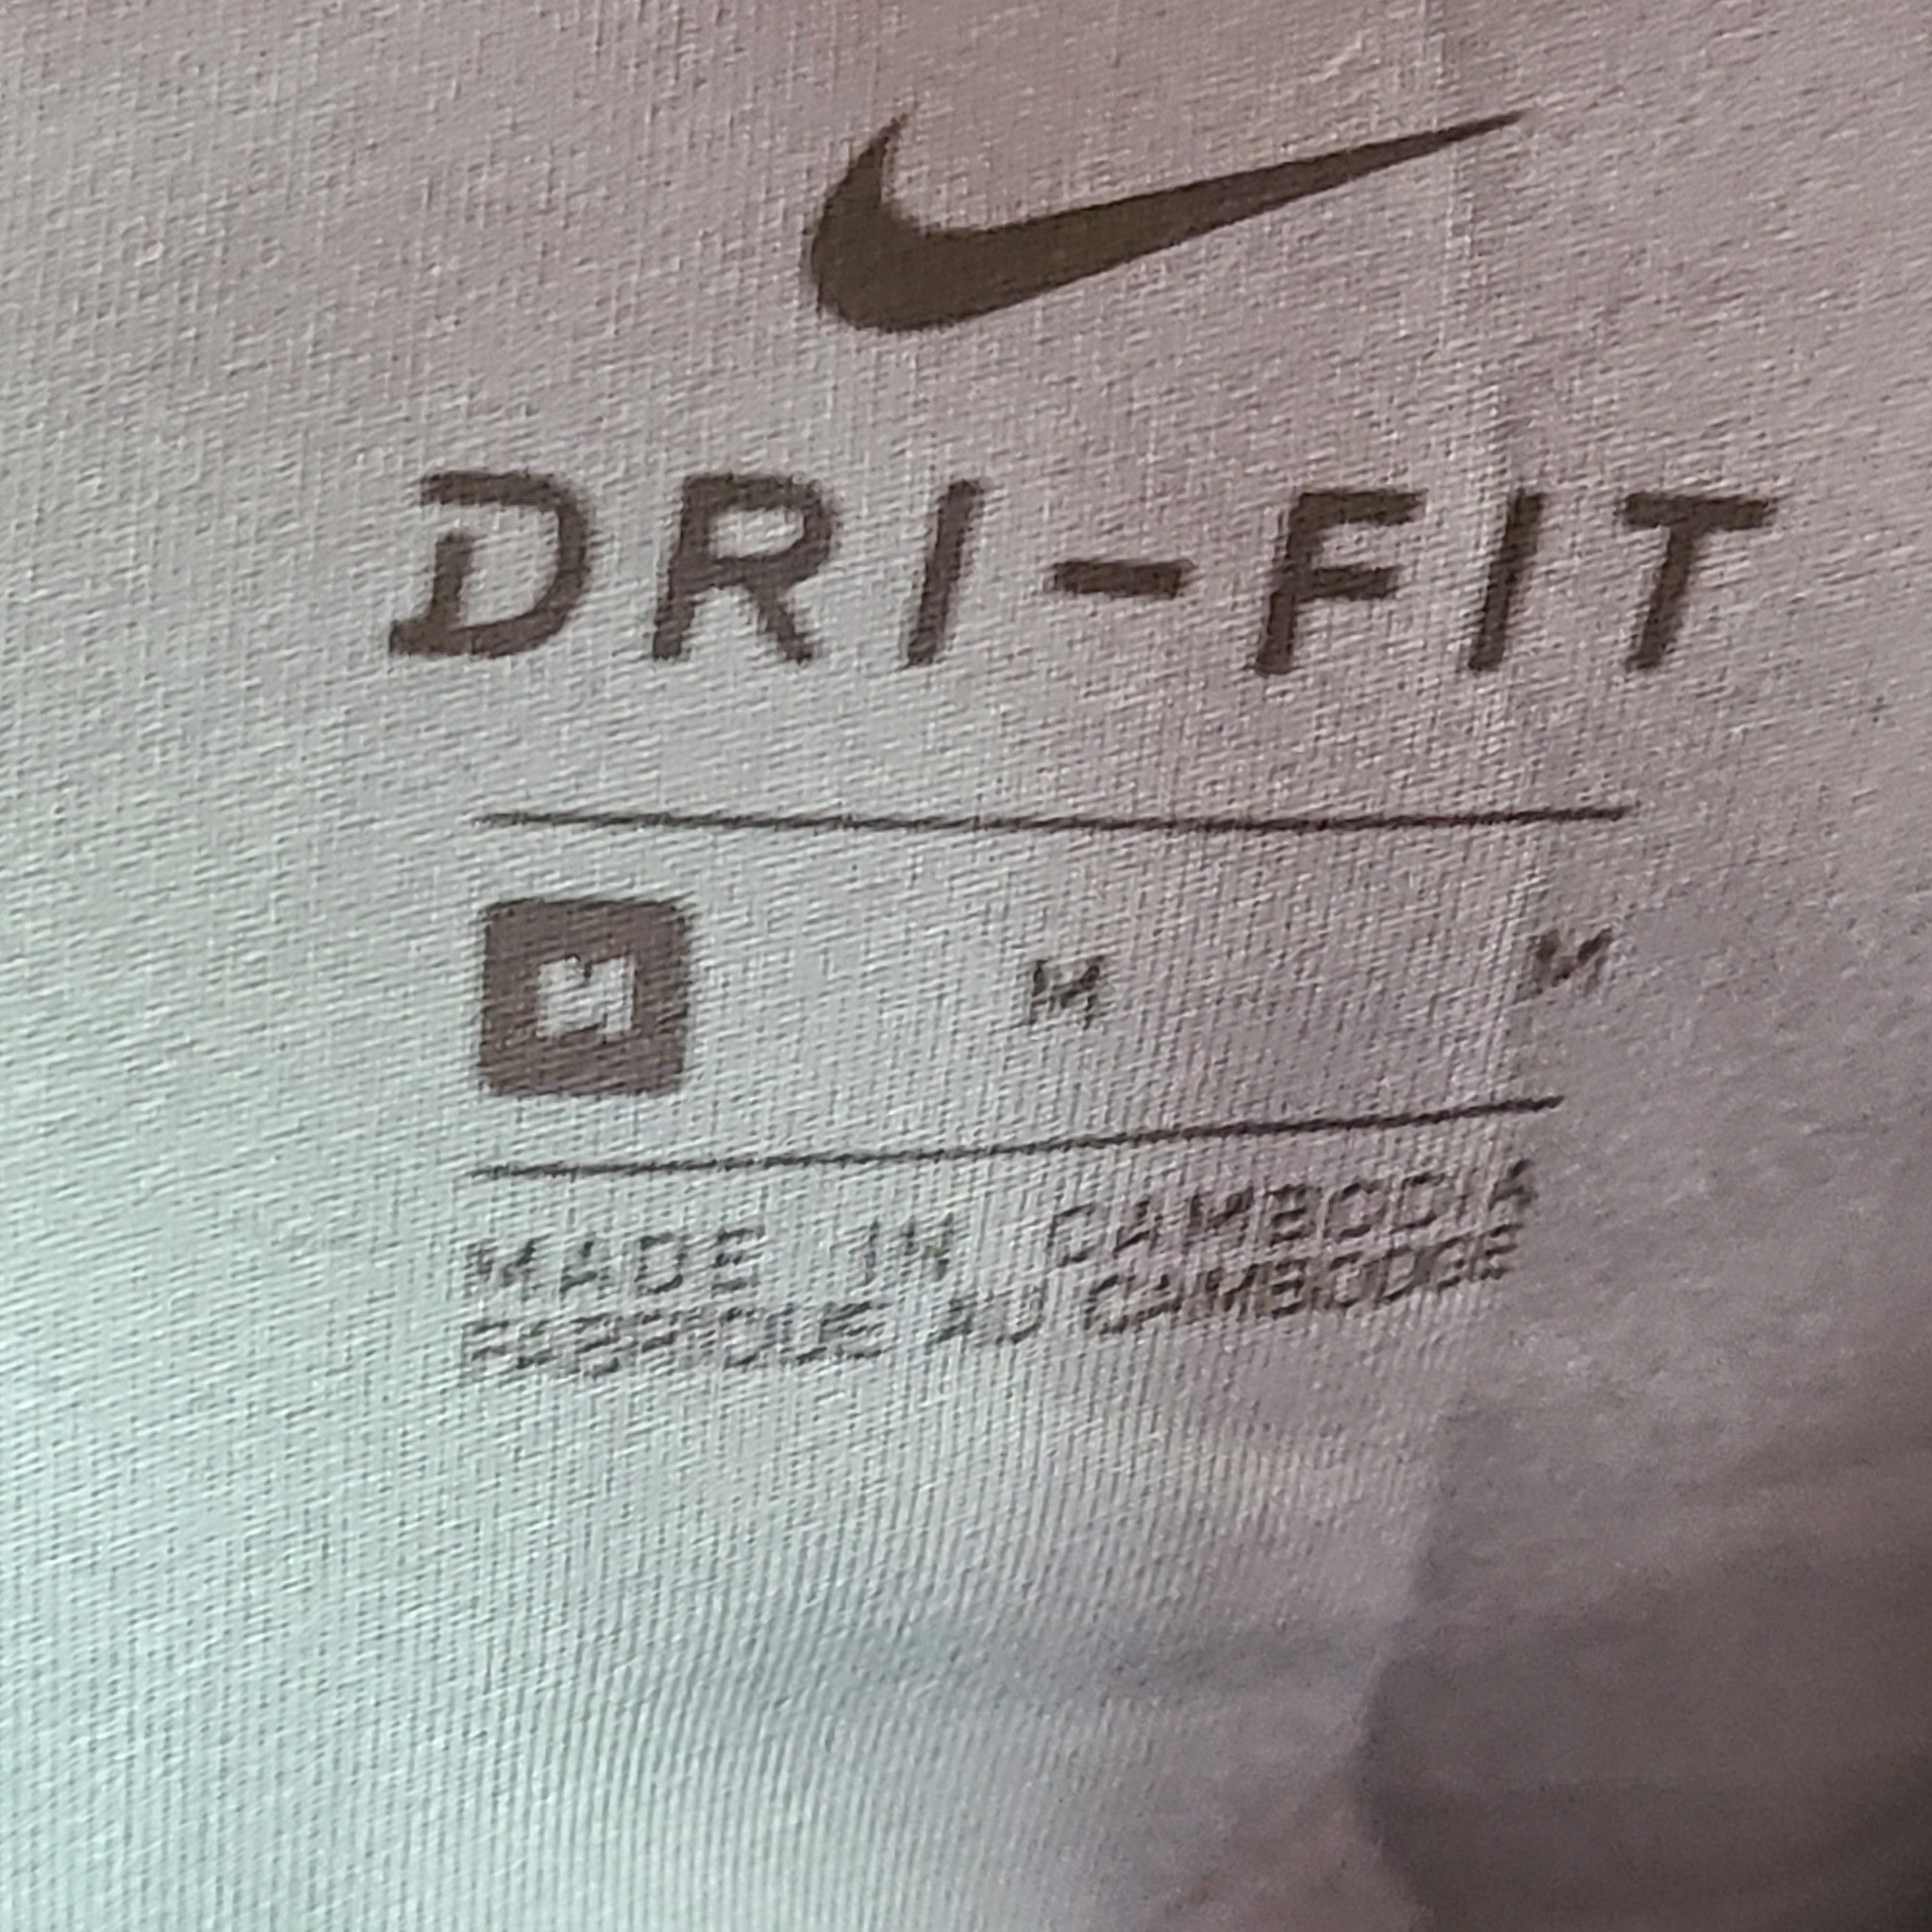 DRI-FIT
M M M
MADE IN CAMBODIA
FABRIQUE AU CAMBODGE